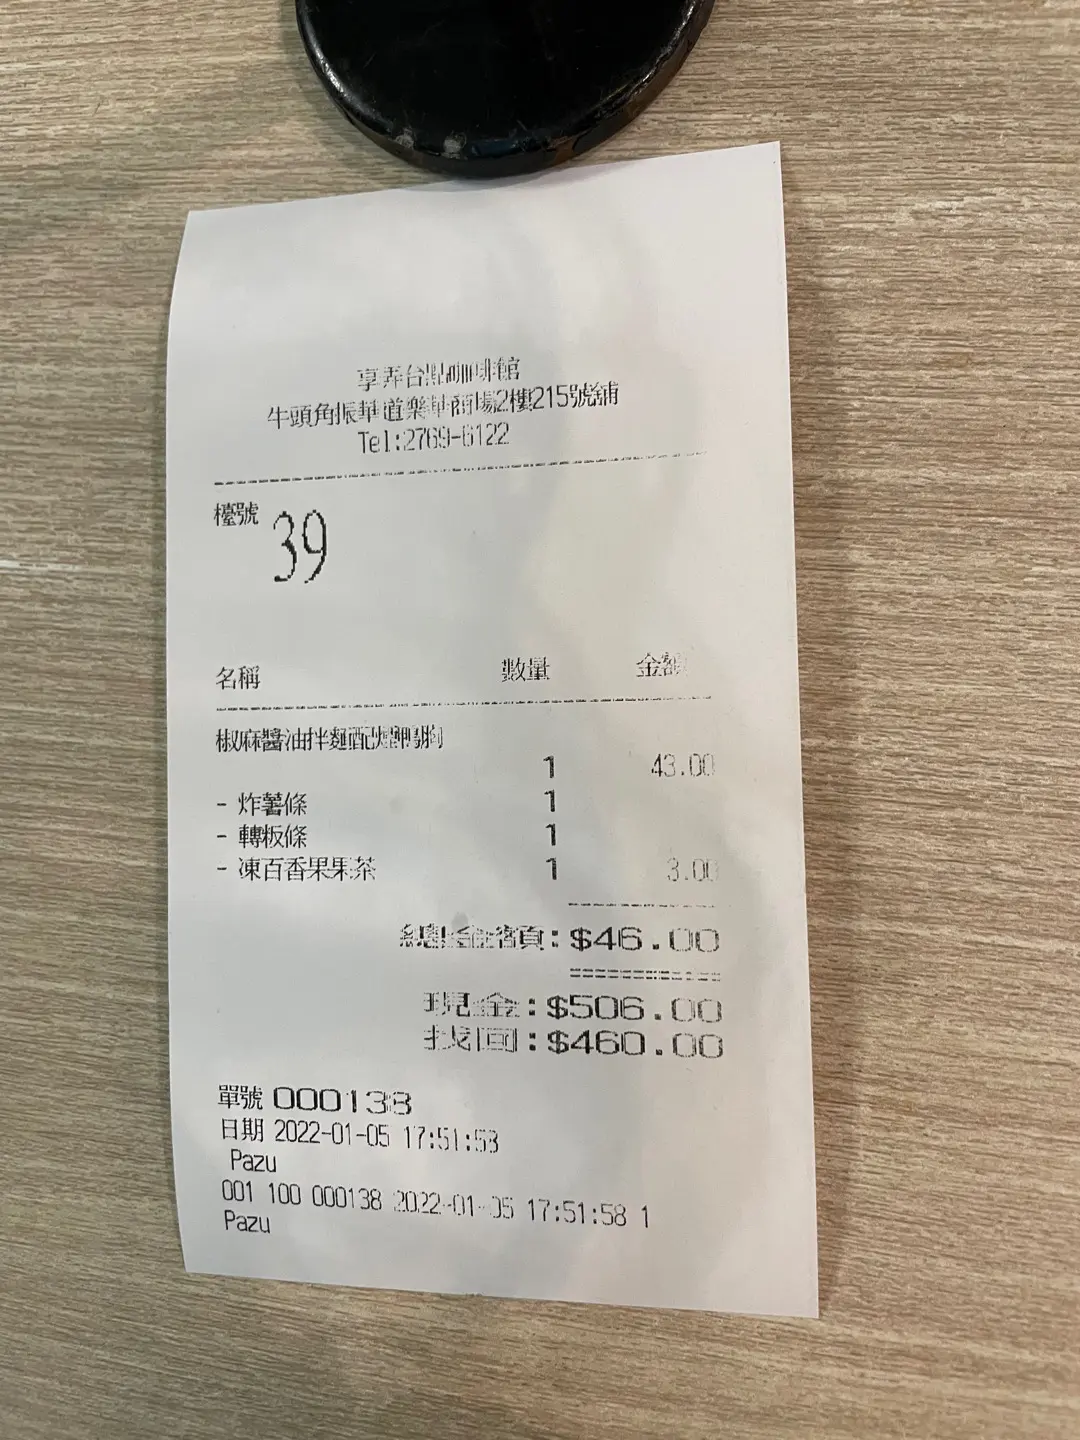 享弄台點咖啡館
牛頭角振華道樂華商場2樓215號舖
Tel:2769-6122
檯號 39
名稱 數量 金額
椒麻醬油拌麵配煙鴨胸
1 43.00
- 炸薯條 1
- 轉粄條 1
- 凍百香果果茶 1 3.00
總金額:$46.00
現金:$506.00
找回:$460.00
單號 000138
日期 2022-01-05 17:51:58
Pazu
001 100 000138 2022-01-05 17:51:58 1
Pazu